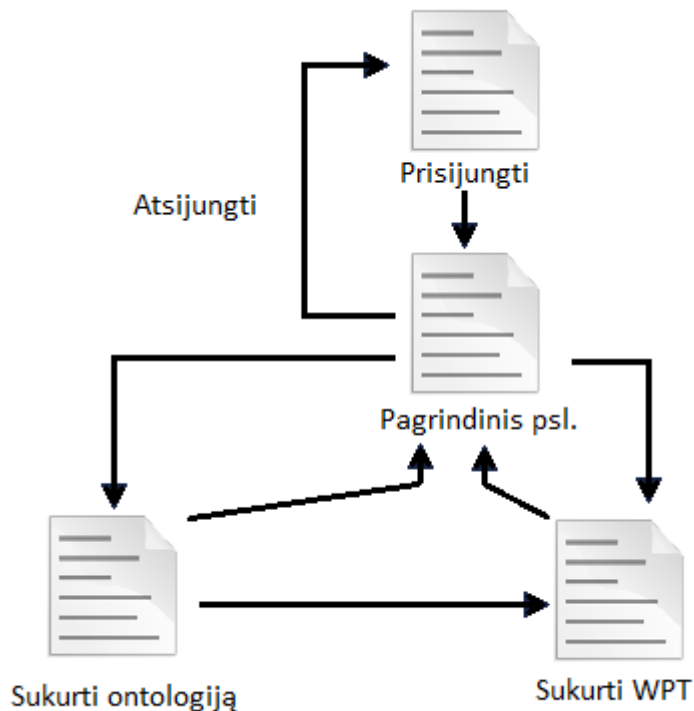 Prisijungti
Atsijungti
Pagrindinis psl.
Sukurti ontologiją
Sukurti WPT